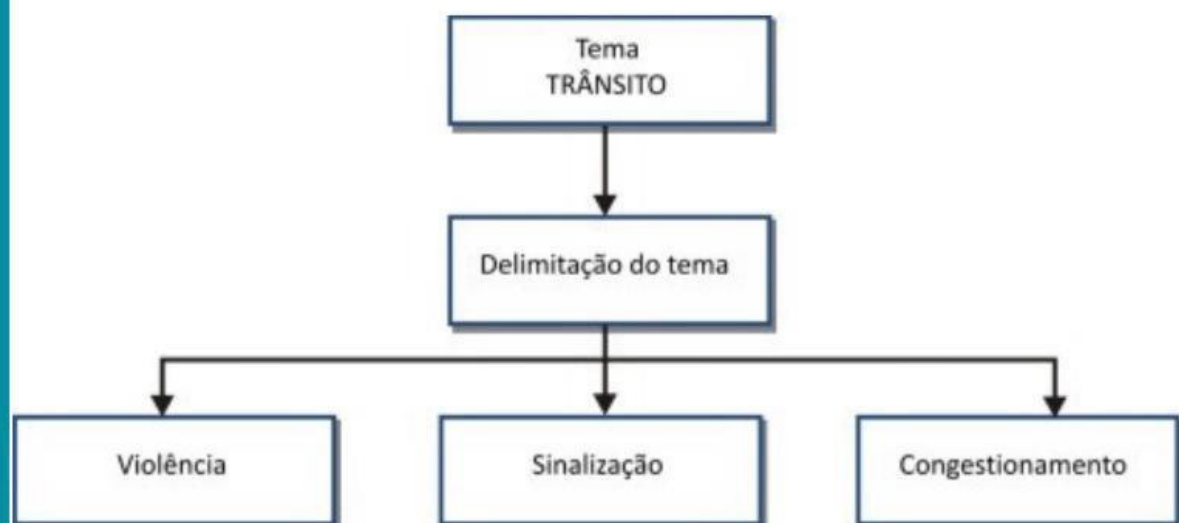 Tema
TRÂNSITO
Delimitação do tema
Violência
Sinalização
Congestionamento